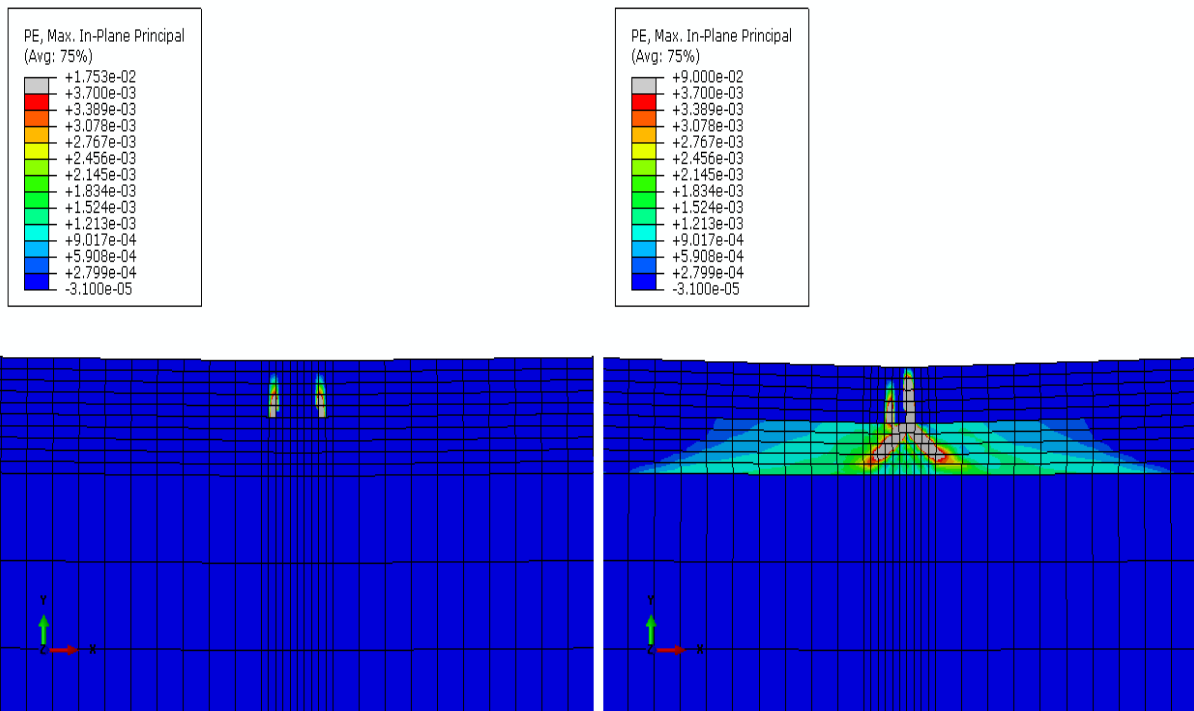 PE, Max. In-Plane Principal
(Avg: 75%)
+1.753e-02
+3.700e-03
+3.389e-03
+3.078e-03
+2.767e-03
+2.456e-03
+2.145e-03
+1.834e-03
+1.524e-03
+1.213e-03
+9.017e-04
+5.908e-04
+2.799e-04
-3.100e-05
Y
Z X
PE, Max. In-Plane Principal
(Avg: 75%)
+9.000e-02
+3.700e-03
+3.389e-03
+3.078e-03
+2.767e-03
+2.456e-03
+2.145e-03
+1.834e-03
+1.524e-03
+1.213e-03
+9.017e-04
+5.908e-04
+2.799e-04
-3.100e-05
Y
Z X